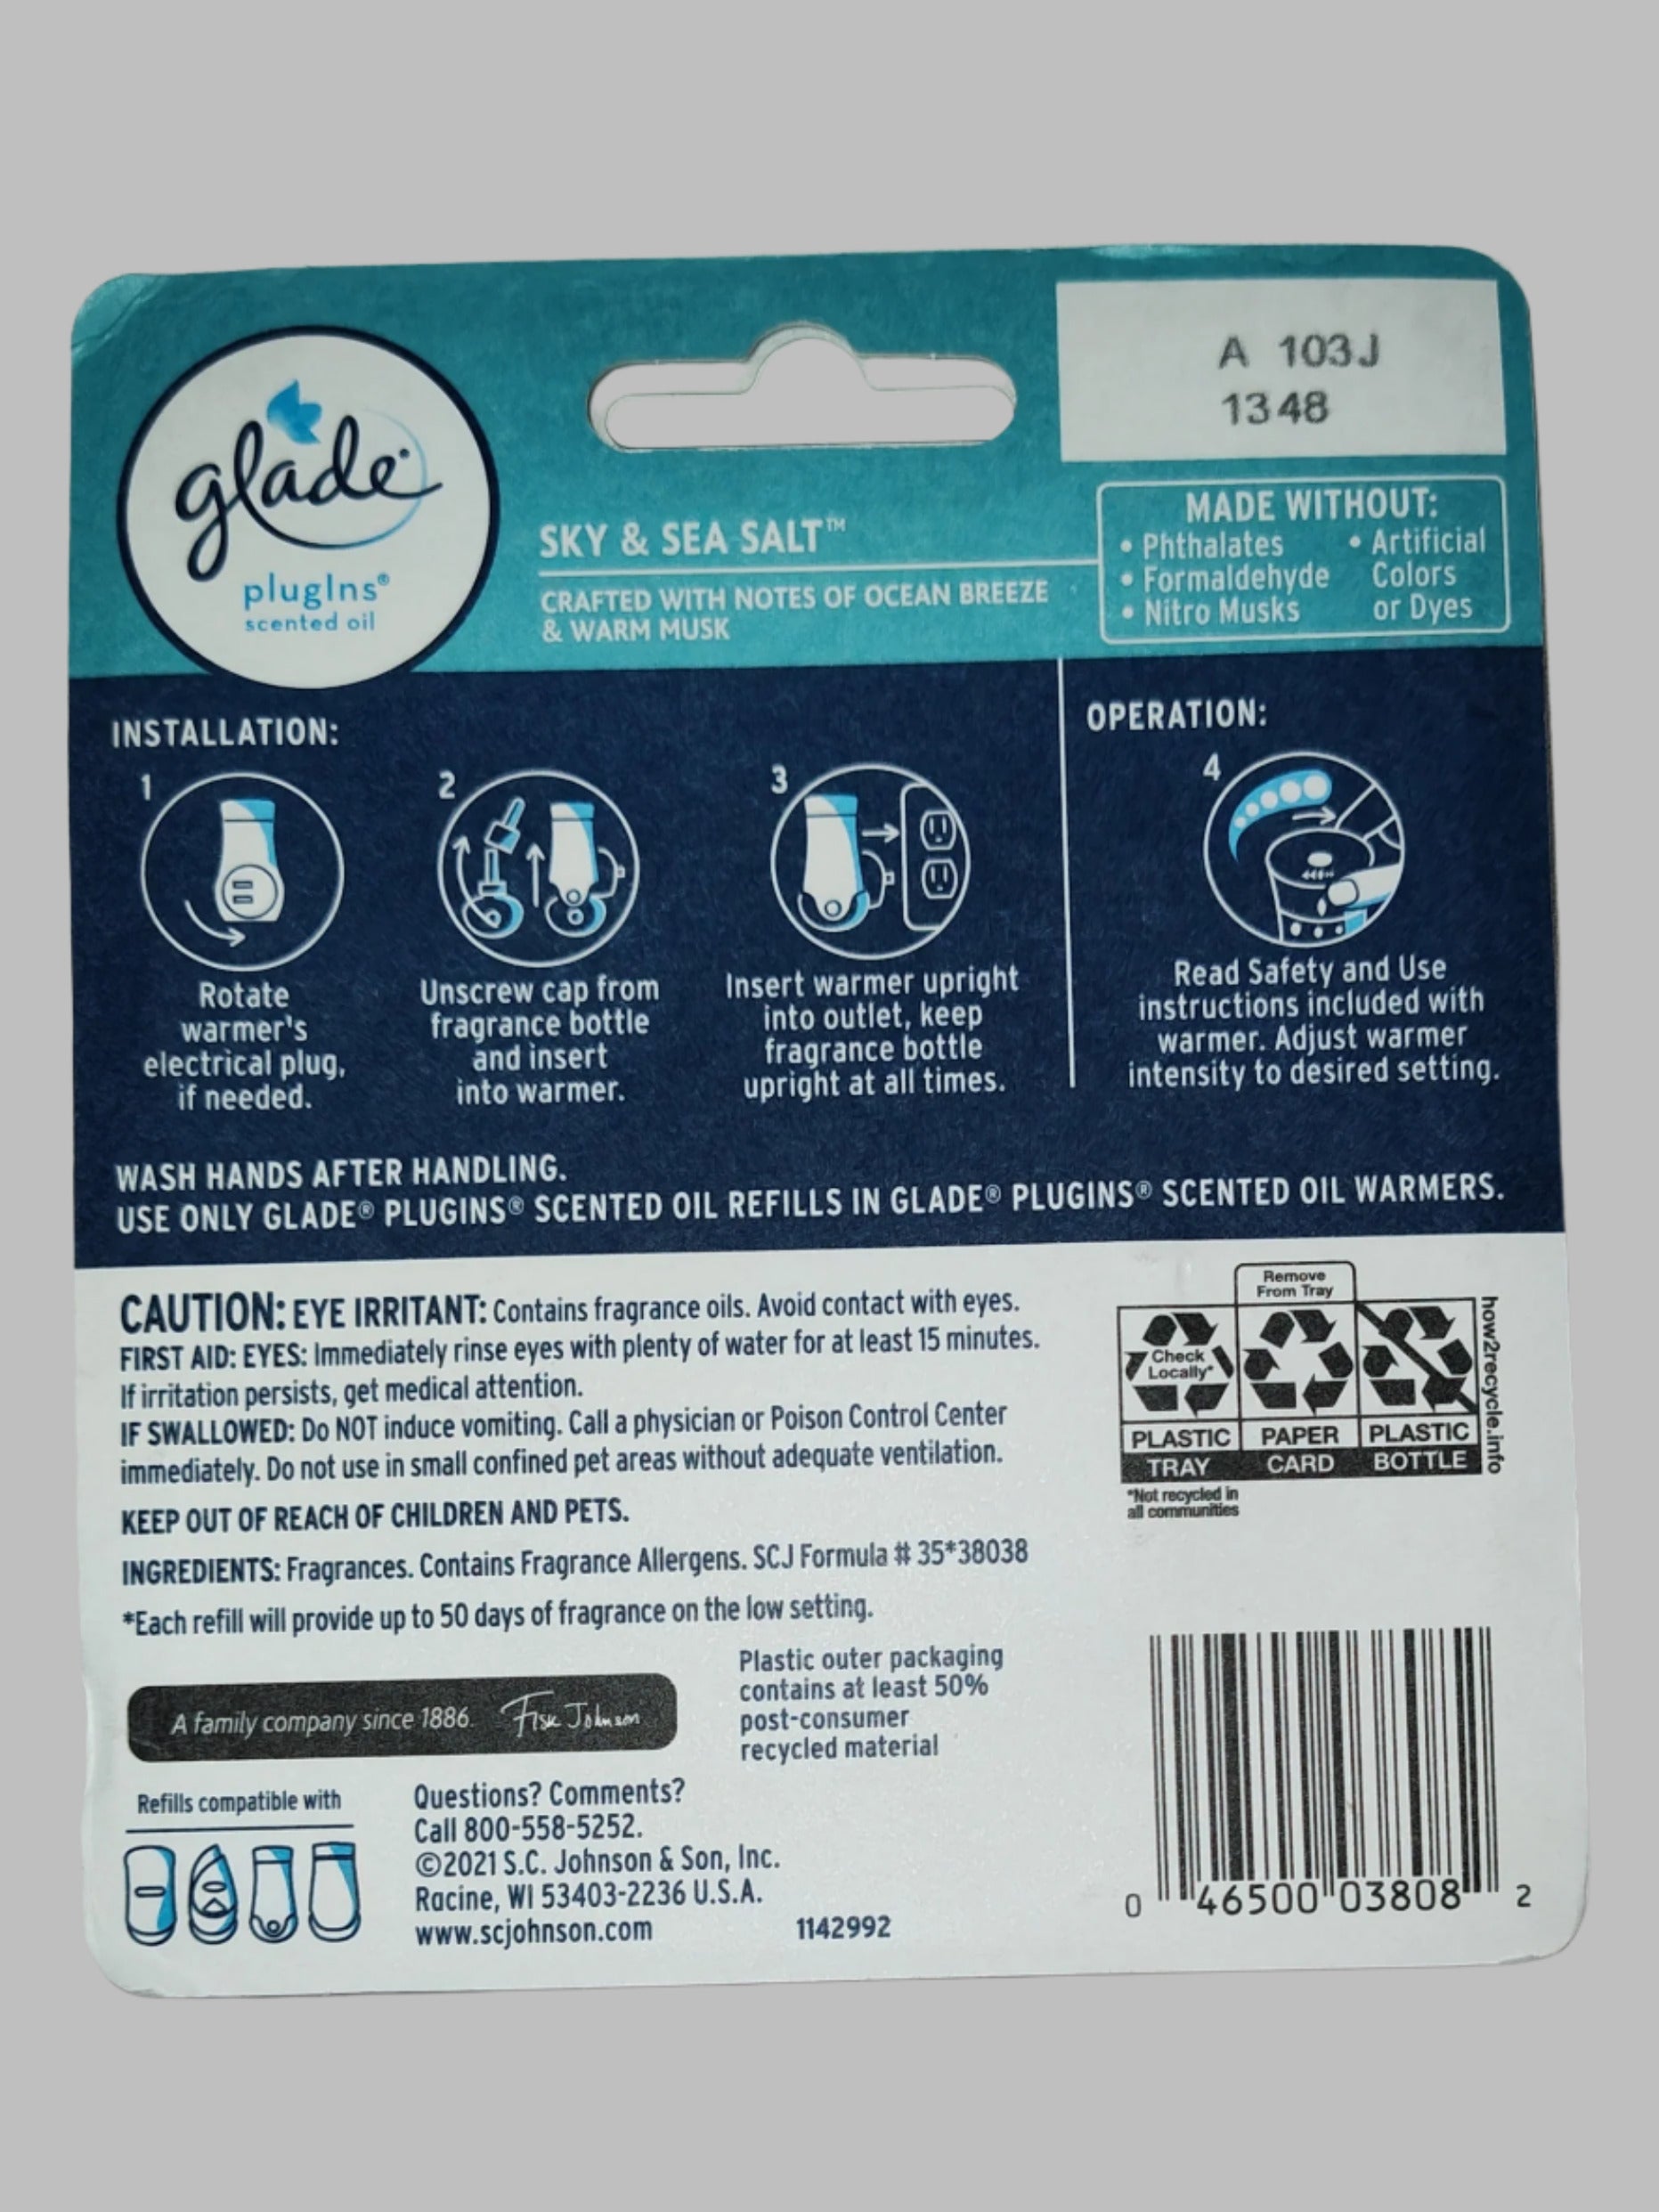 A 103J
1348
glade
plugIns®
scented oil
SKY & SEA SALT™
CRAFTED WITH NOTES OF OCEAN BREEZE
& WARM MUSK
MADE WITHOUT:
• Phthalates
• Formaldehyde
• Nitro Musks
• Artificial
Colors
or Dyes
INSTALLATION:
1
Rotate
warmer's
electrical plug,
if needed.
2
Unscrew cap from
fragrance bottle
and insert
into warmer.
3
Insert warmer upright
into outlet, keep
fragrance bottle
upright at all times.
OPERATION:
4
Read Safety and Use
instructions included with
warmer. Adjust warmer
intensity to desired setting.
WASH HANDS AFTER HANDLING.
USE ONLY GLADE® PLUGINS® SCENTED OIL REFILLS IN GLADE® PLUGINS® SCENTED OIL WARMERS.
CAUTION: EYE IRRITANT: Contains fragrance oils. Avoid contact with eyes.
FIRST AID: EYES: Immediately rinse eyes with plenty of water for at least 15 minutes.
If irritation persists, get medical attention.
IF SWALLOWED: Do NOT induce vomiting. Call a physician or Poison Control Center
immediately. Do not use in small confined pet areas without adequate ventilation.
KEEP OUT OF REACH OF CHILDREN AND PETS.
INGREDIENTS: Fragrances. Contains Fragrance Allergens. SCJ Formula # 35*38038
*Each refill will provide up to 50 days of fragrance on the low setting.
Remove
From Tray
Check
Locally*
PLASTIC
TRAY
PAPER
CARD
PLASTIC
BOTTLE
how2recycle.info
*Not recycled in
all communities
A family company since 1886.
Fisk Johnson
Plastic outer packaging
contains at least 50%
post-consumer
recycled material
Refills compatible with
Questions? Comments?
Call 800-558-5252.
©2021 S.C. Johnson & Son, Inc.
Racine, WI 53403-2236 U.S.A.
www.scjohnson.com
1142992
0 46500 03808 2